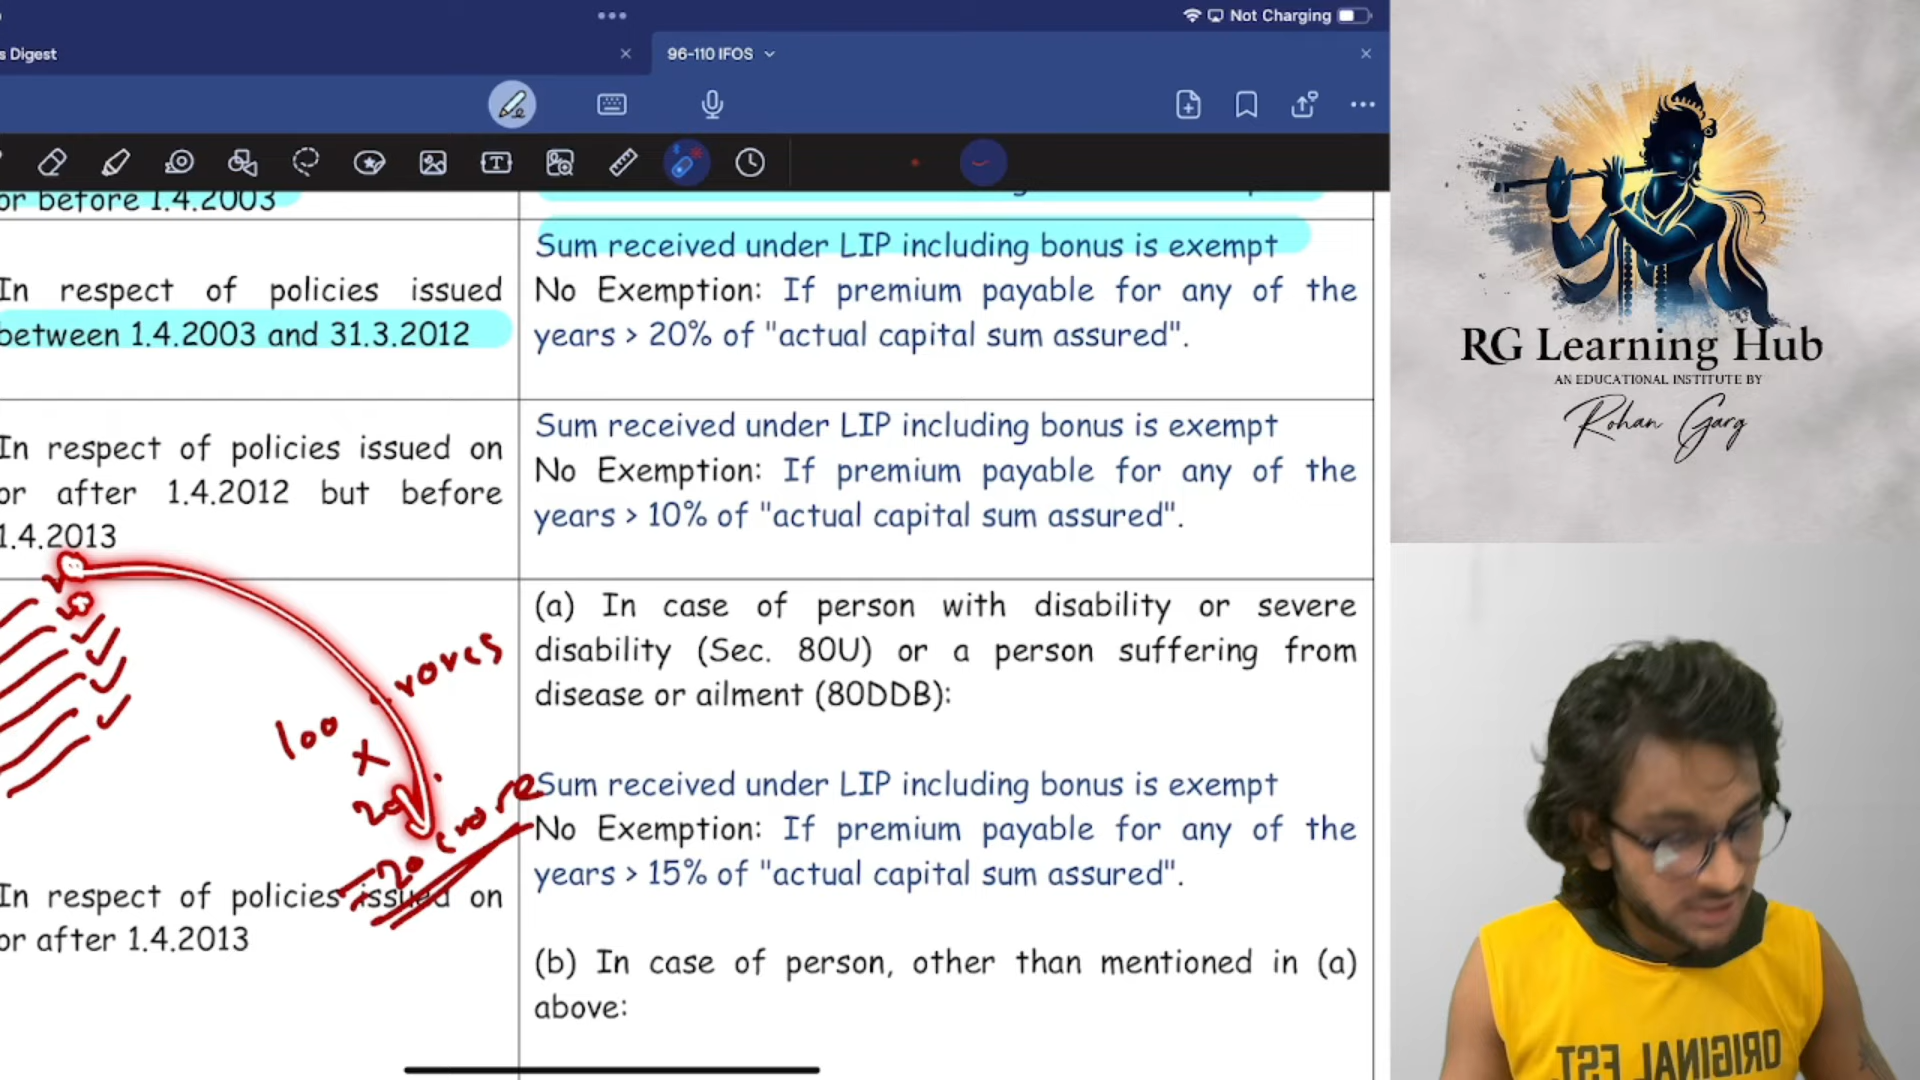 Not Charging
s Digest
96-110 IFOS
or before 1.4.2003
Sum received under LIP including bonus is exempt
In respect of policies issued
between 1.4.2003 and 31.3.2012
No Exemption: If premium payable for any of the
years > 20% of "actual capital sum assured".
In respect of policies issued on
or after 1.4.2012 but before
1.4.2013
Sum received under LIP including bonus is exempt
No Exemption: If premium payable for any of the
years > 10% of "actual capital sum assured".
(a) In case of person with disability or severe
disability (Sec. 80U) or a person suffering from
disease or ailment (80DDB):
100
x
= 20 crore
Sum received under LIP including bonus is exempt
No Exemption: If premium payable for any of the
years > 15% of "actual capital sum assured".
In respect of policies issued on
or after 1.4.2013
(b) In case of person, other than mentioned in (a)
above:
RG Learning Hub
AN EDUCATIONAL INSTITUTE BY
Rohan Garg
ORIGINAL EST.